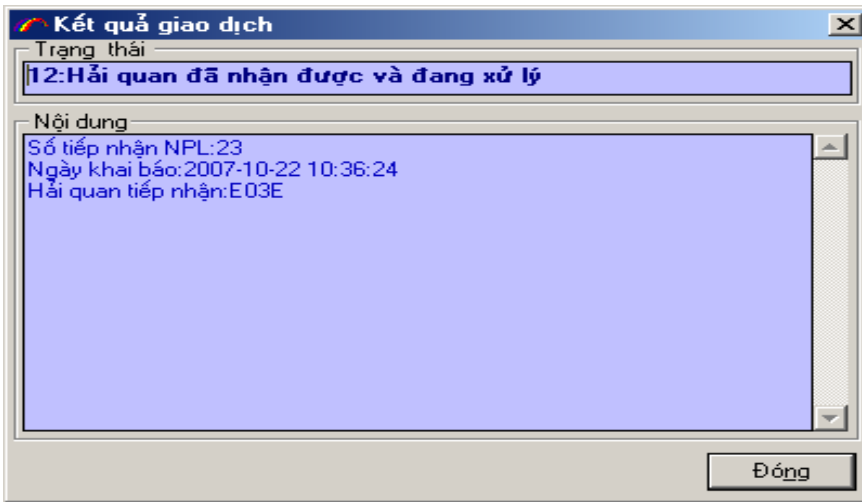 Kết quả giao dịch
Trạng thái
12:Hải quan đã nhận được và đang xử lý
Nội dung
Số tiếp nhận NPL:23
Ngày khai báo:2007-10-22 10:36:24
Hải quan tiếp nhận:E03E
Đóng